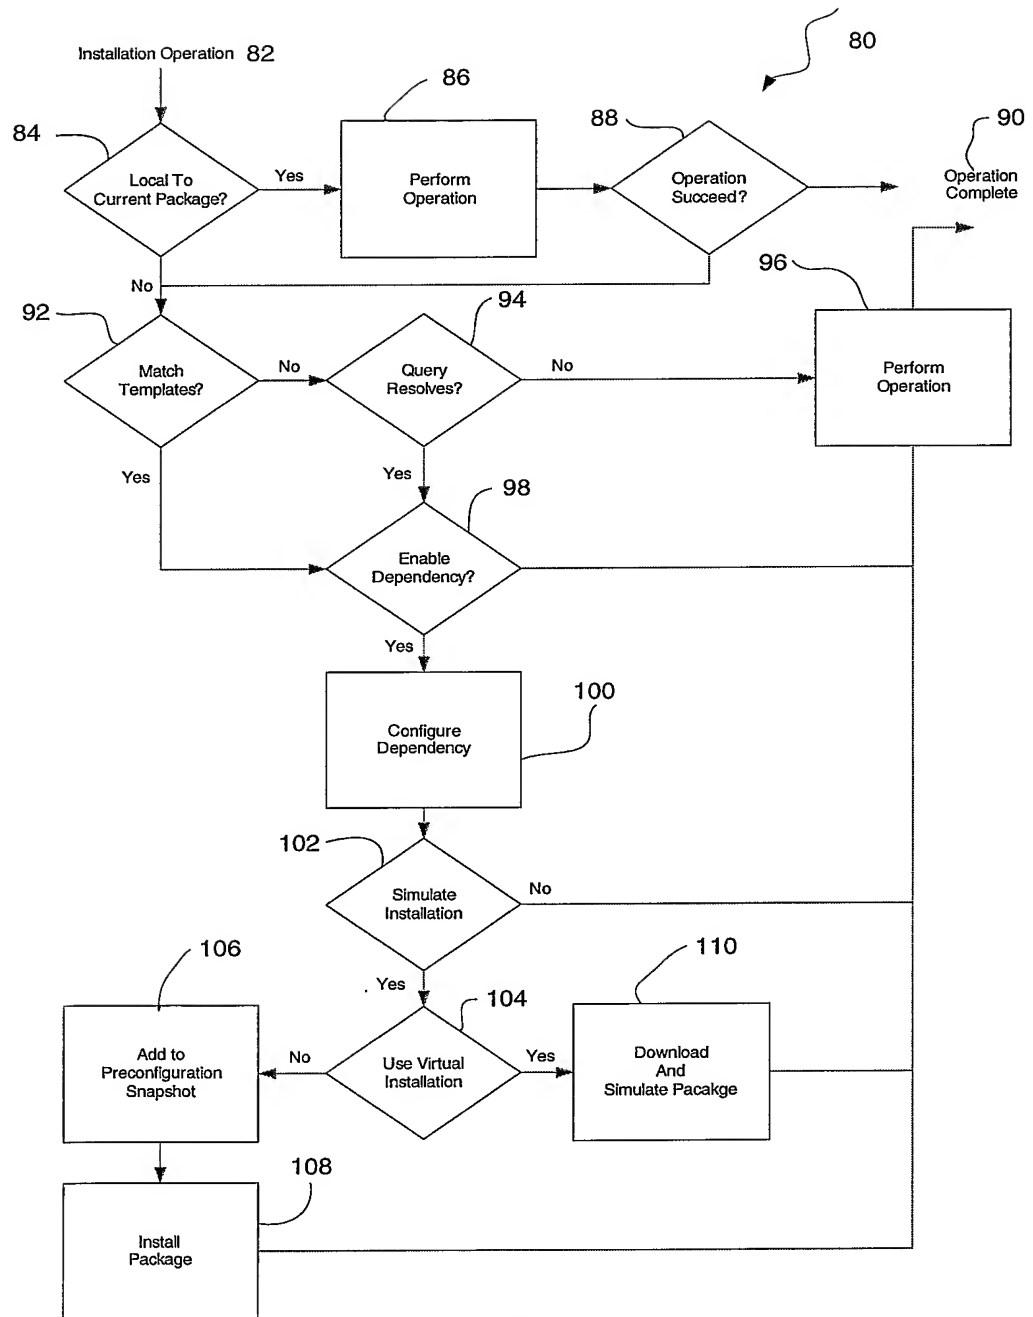 80
Installation Operation 82
84
86
88
90
Local To
Current Package?
Yes
Perform
Operation
Operation
Succeed?
Operation
Complete
No
92
94
96
Match
Templates?
No
Query
Resolves?
No
Perform
Operation
Yes
Yes
98
Enable
Dependency?
Yes
100
Configure
Dependency
102
Simulate
Installation
No
106
Yes
104
110
Add to
Preconfiguration
Snapshot
No
Use Virtual
Installation
Yes
Download
And
Simulate Pacakge
108
Install
Package